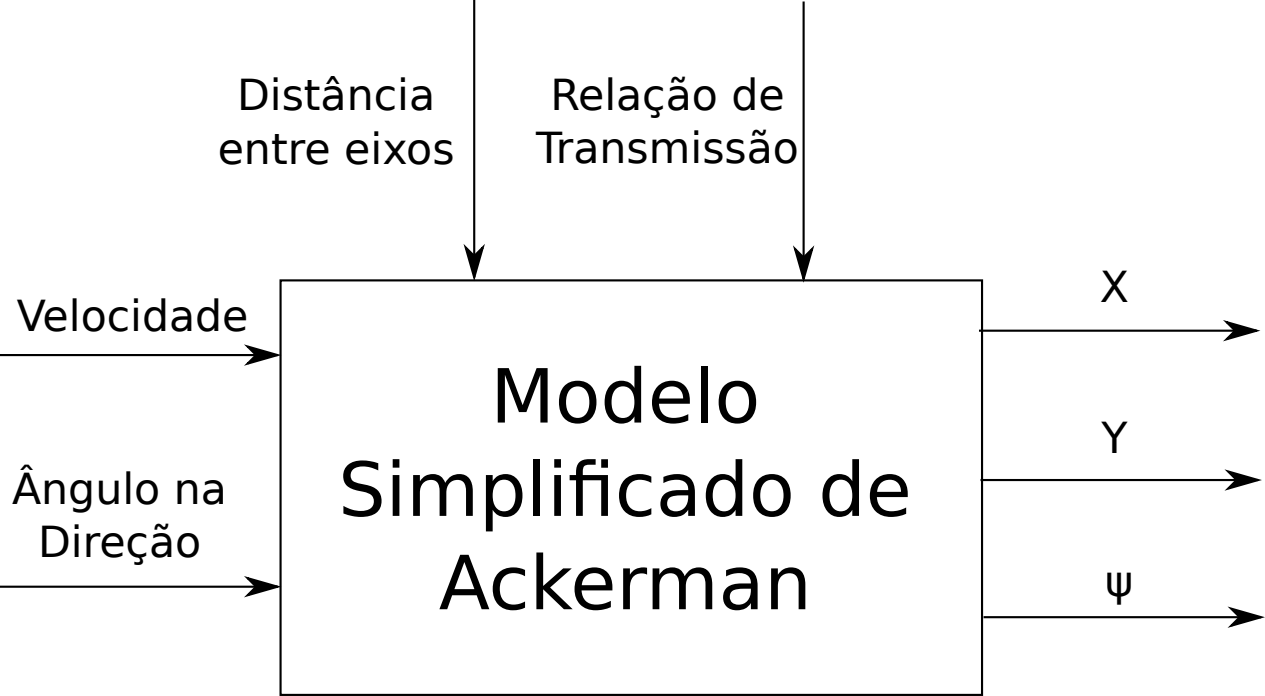 Distância
entre eixos
Relação de
Transmissão
Velocidade
Ângulo na
Direção
Modelo
Simplificado de
Ackerman
X
Y
ψ